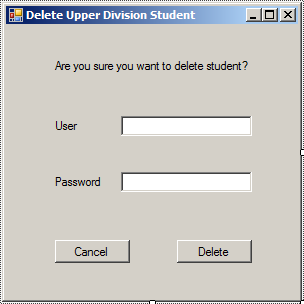 Delete Upper Division Student
Are you sure you want to delete student?
User
Password
Cancel Delete